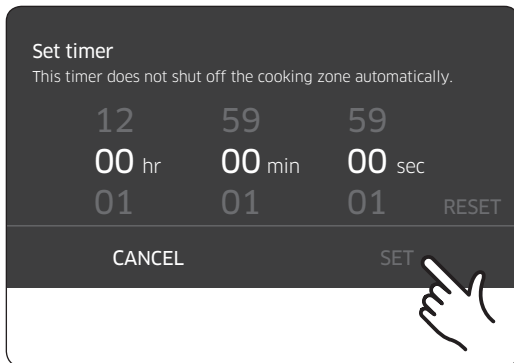 Set timer
This timer does not shut off the cooking zone automatically.
12 59 59
00 hr 00 min 00 sec
01 01 01 RESET
CANCEL SET